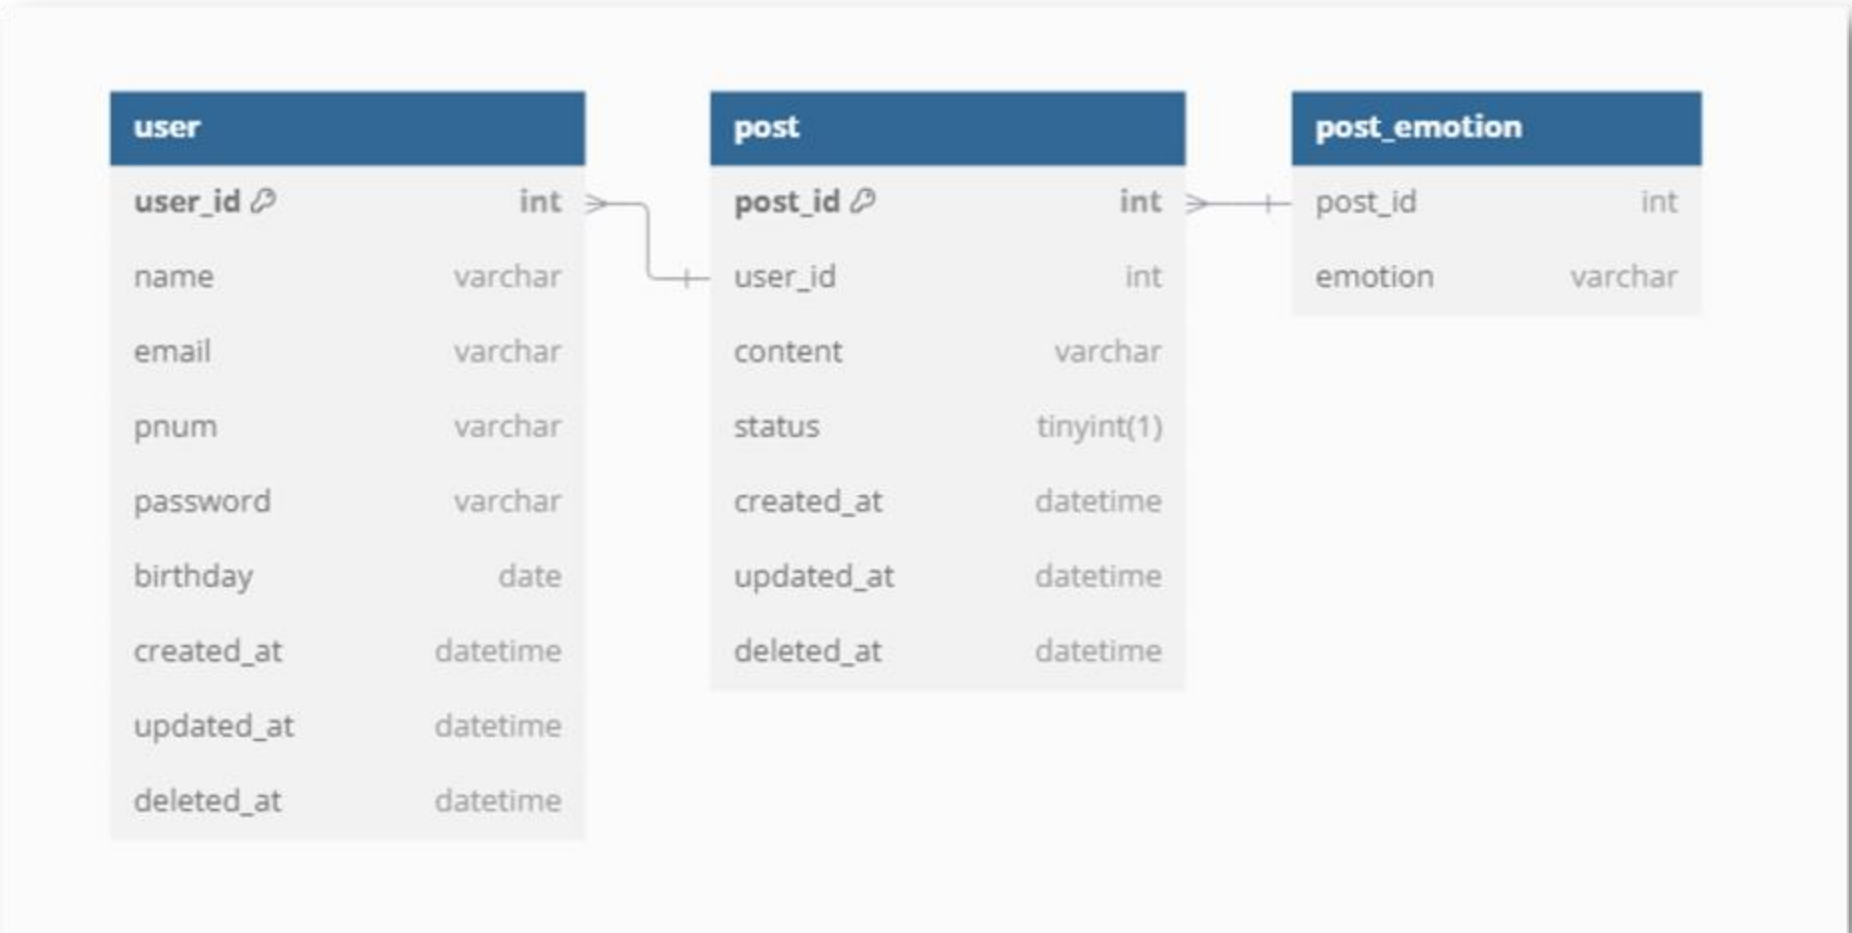 user
user_id int
name varchar
email varchar
pnum varchar
password varchar
birthday date
created_at datetime
updated_at datetime
deleted_at datetime
post
post_id int
user_id int
content varchar
status tinyint(1)
created_at datetime
updated_at datetime
deleted_at datetime
post_emotion
post_id int
emotion varchar